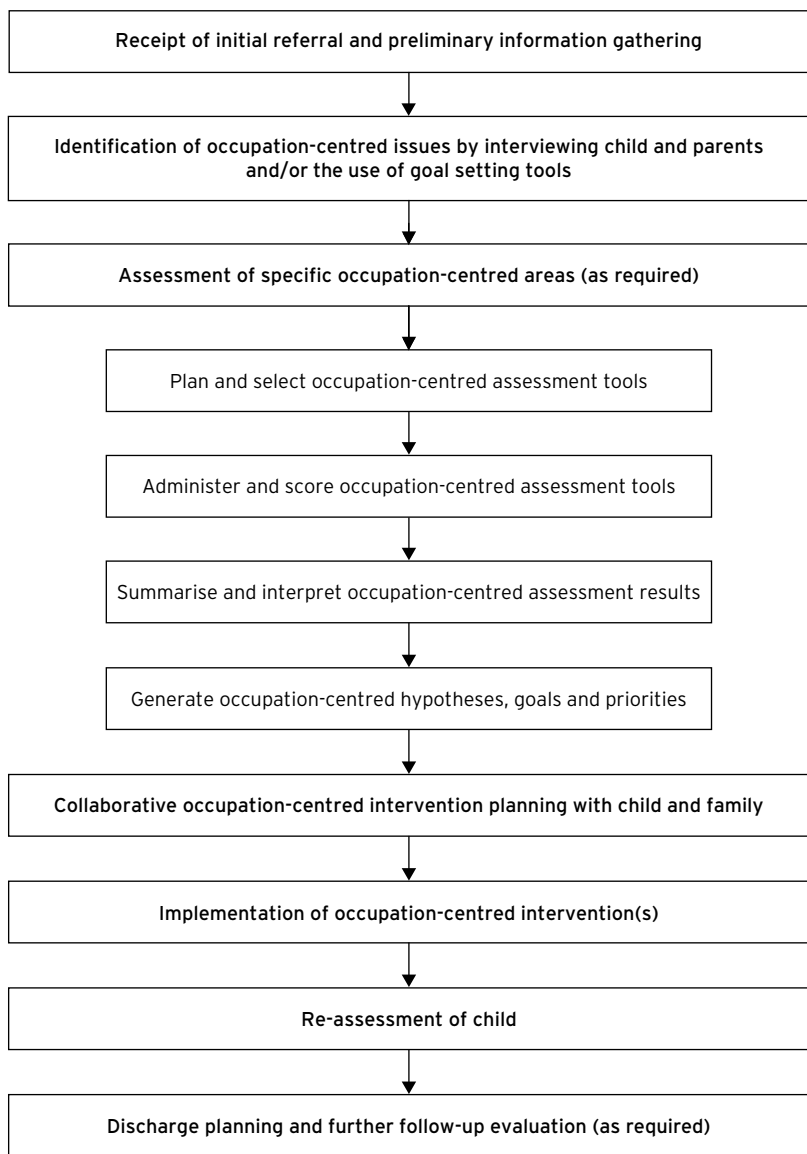 Receipt of initial referral and preliminary information gathering
Identification of occupation-centred issues by interviewing child and parents
and/or the use of goal setting tools
Assessment of specific occupation-centred areas (as required)
Plan and select occupation-centred assessment tools
Administer and score occupation-centred assessment tools
Summarise and interpret occupation-centred assessment results
Generate occupation-centred hypotheses, goals and priorities
Collaborative occupation-centred intervention planning with child and family
Implementation of occupation-centred intervention(s)
Re-assessment of child
Discharge planning and further follow-up evaluation (as required)